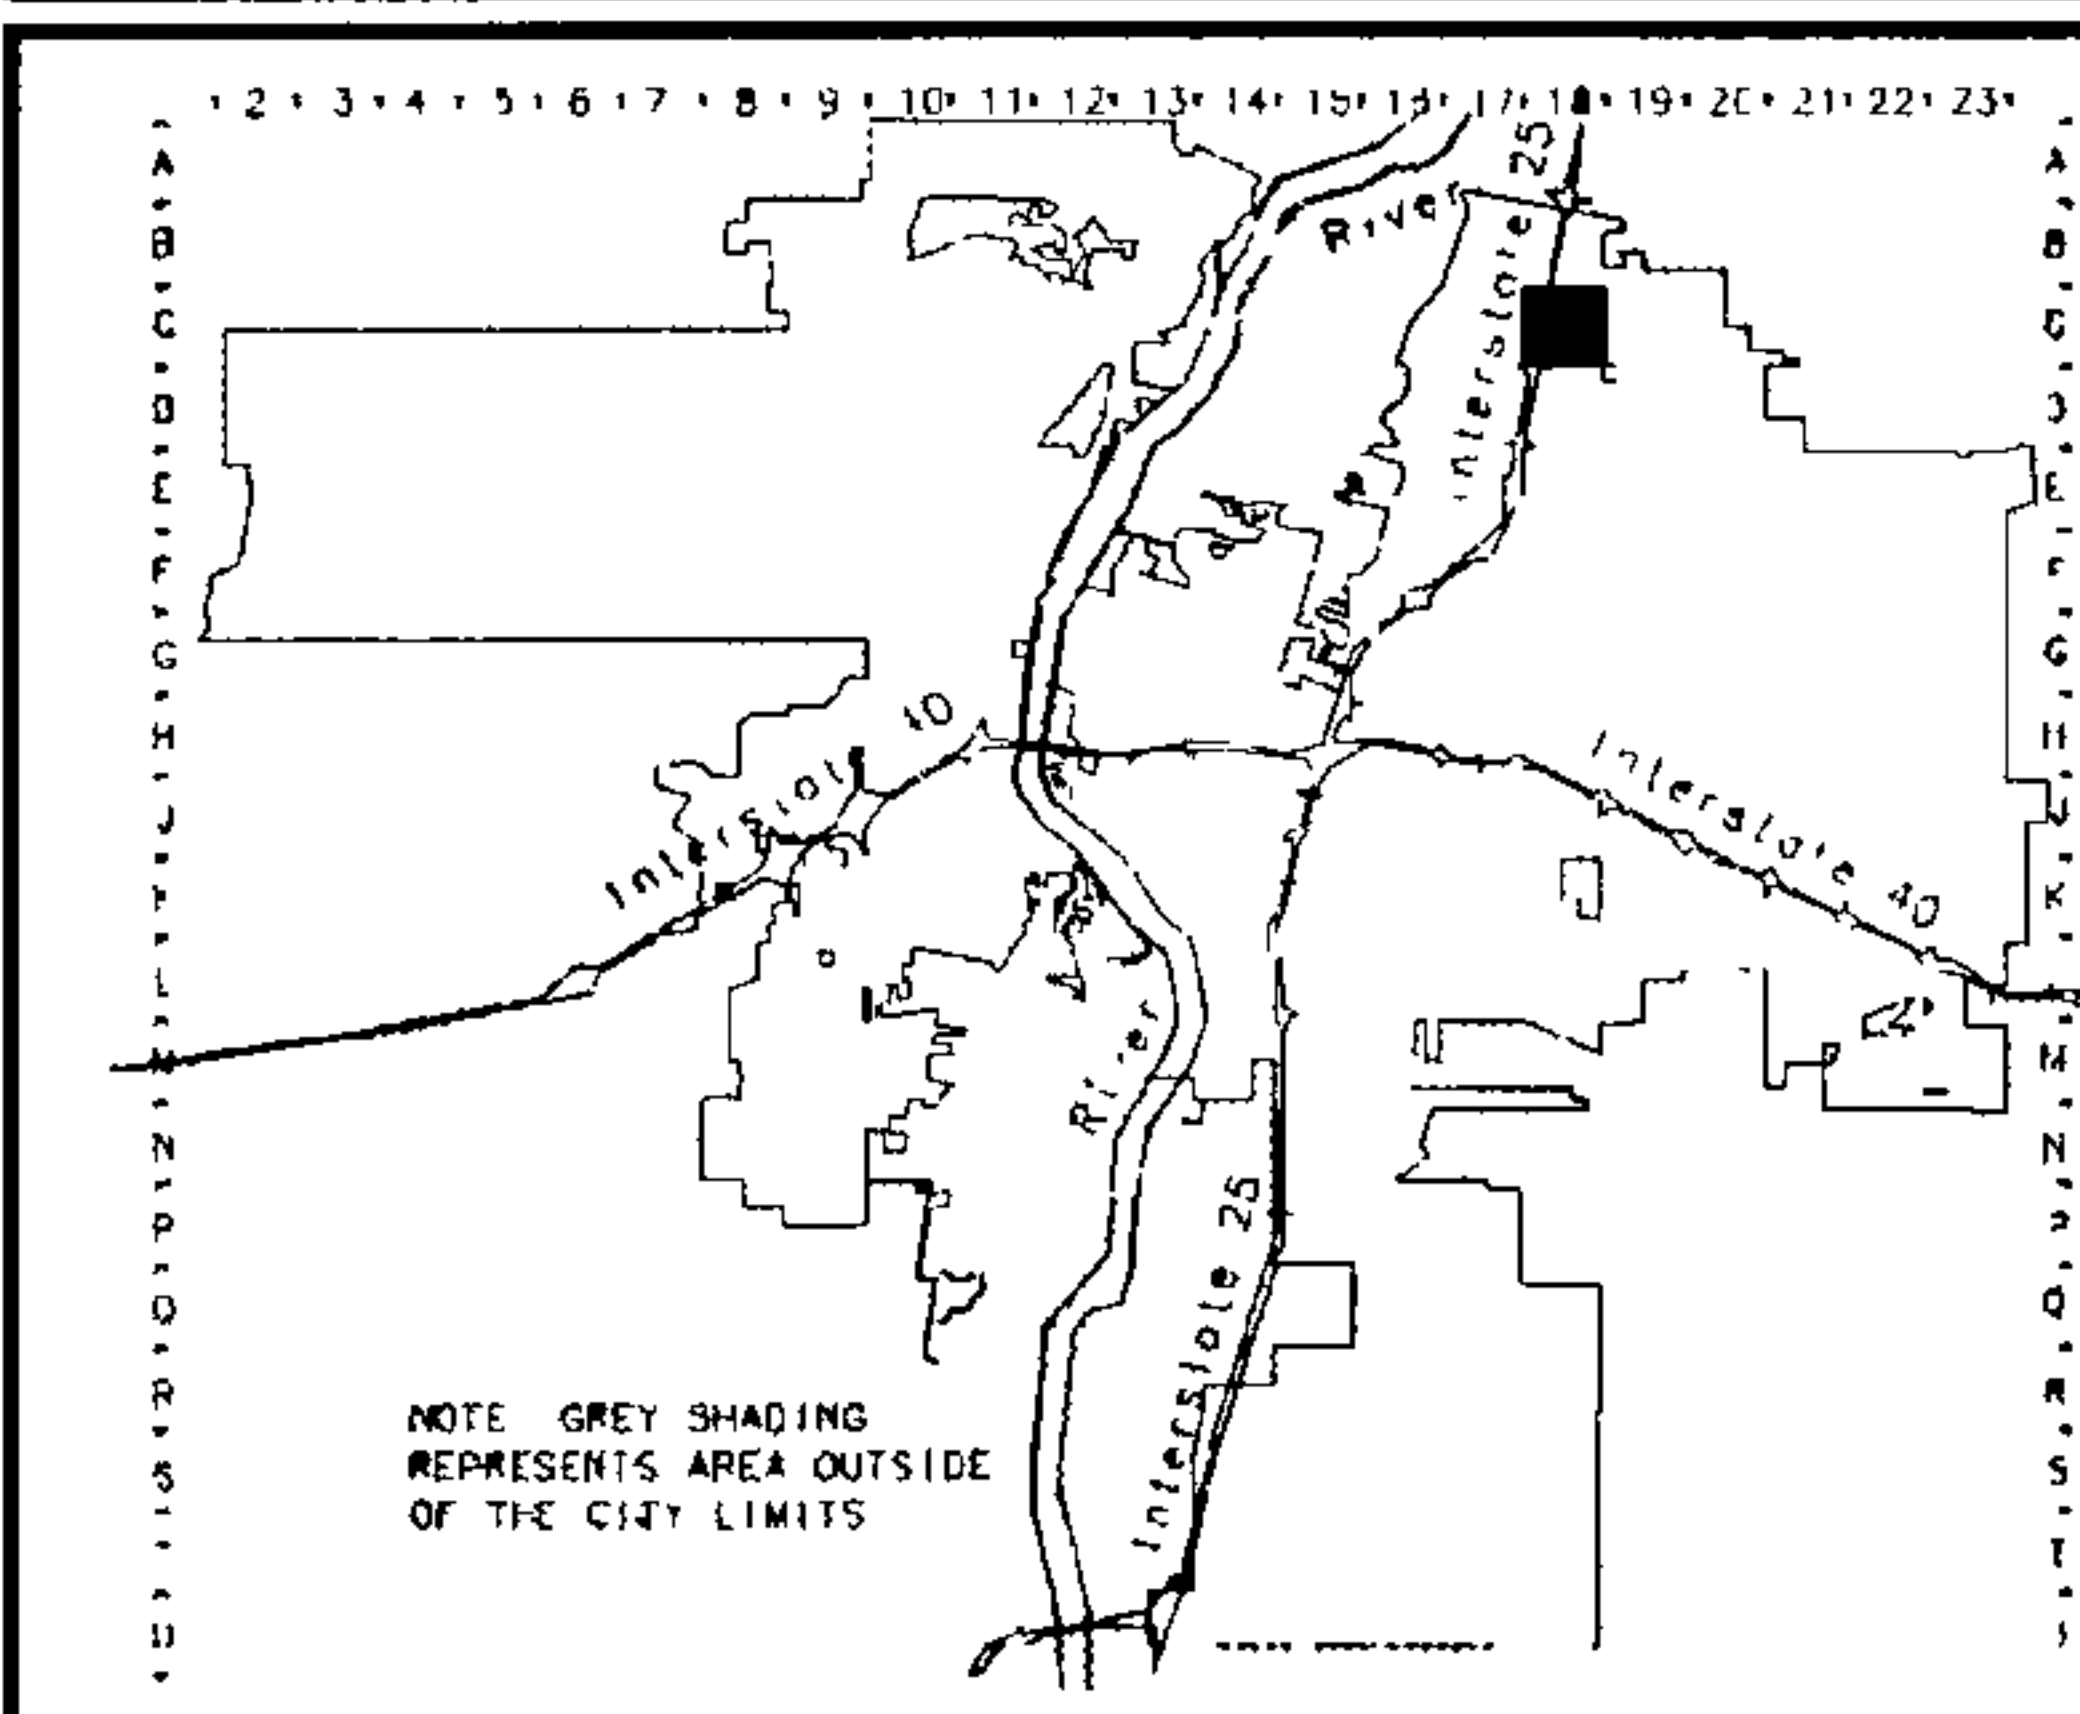 2 3 4 5 6 7 8 9 10 11 12 13 14 15 16 17 18 19 20 21 22 23
A A
B B
C C
D D
E E
F F
G G
H H
J J
K K
L
M M
N N
P P
Q Q
R R
S S
T
U
River
Interstate 25
Interstate 40
Interstate 40
River
Interstate 25
NOTE GREY SHADING
REPRESENTS AREA OUTSIDE
OF THE CITY LIMITS